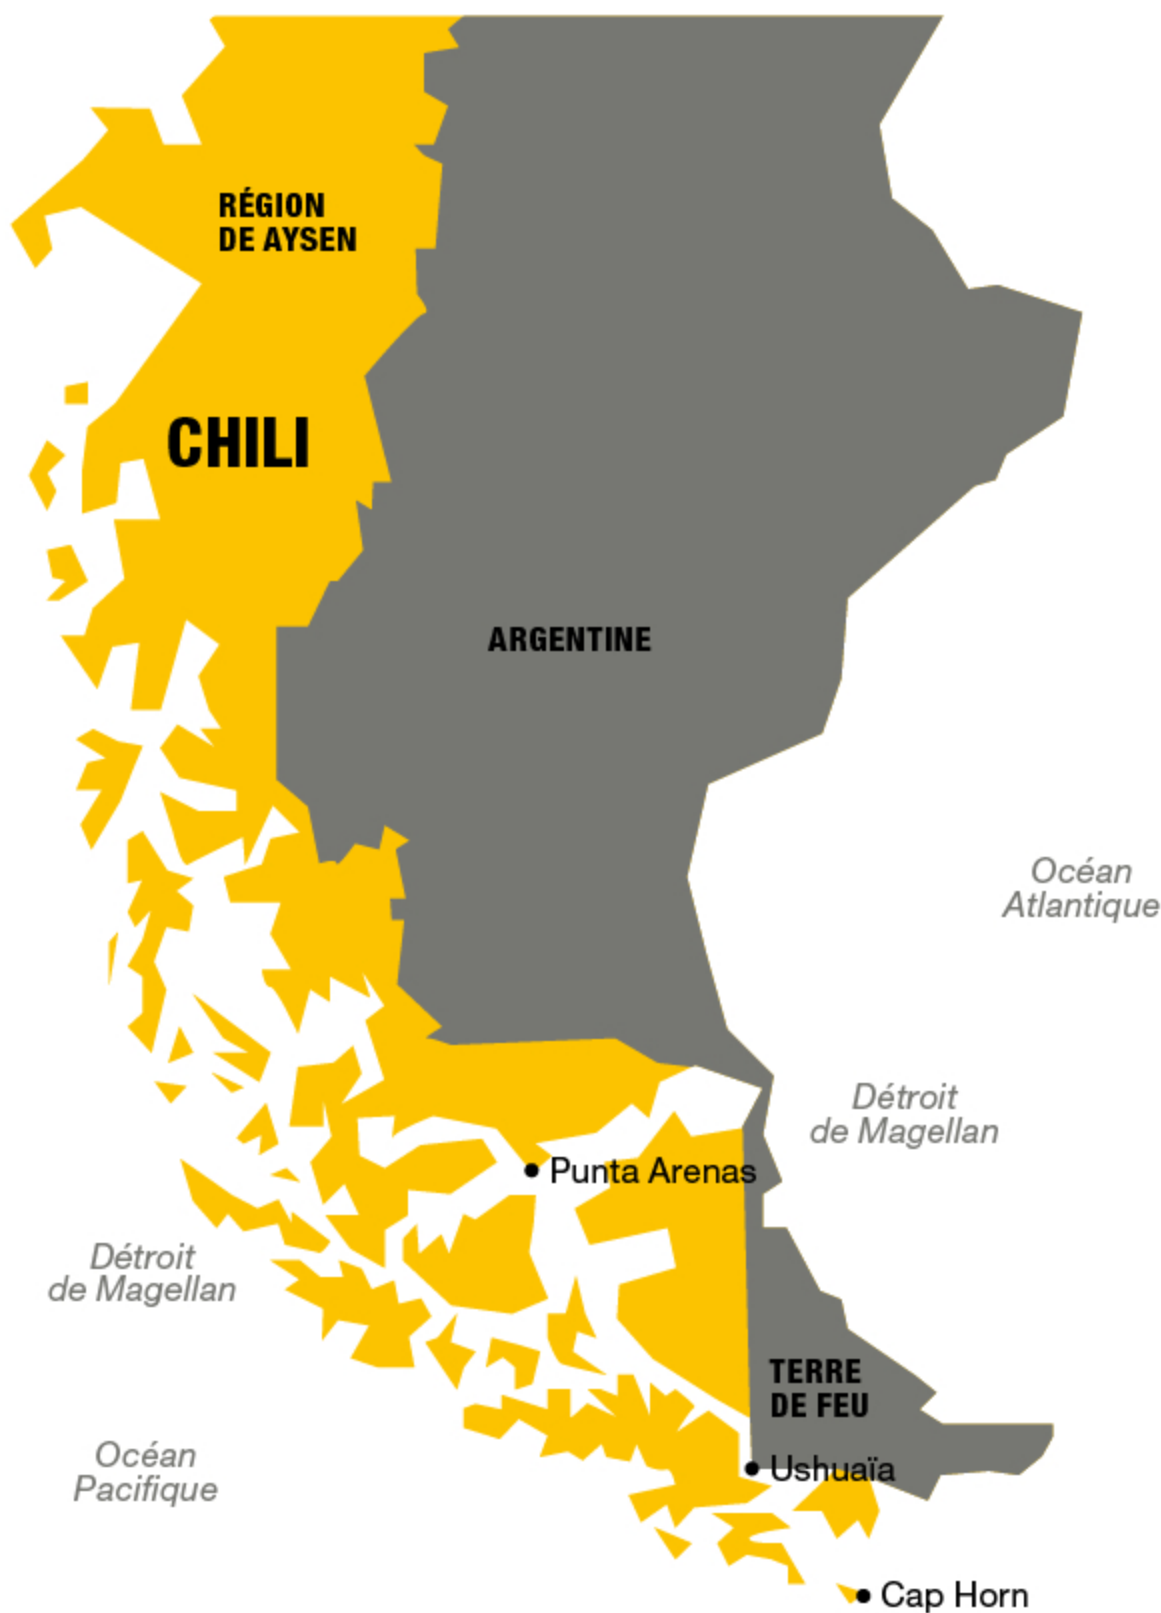 RÉGION
DE AYSEN
CHILI
ARGENTINE
Océan
Atlantique
Détroit
de Magellan
Punta Arenas
Détroit
de Magellan
TERRE
DE FEU
Océan
Pacifique
Ushuaïa
Cap Horn